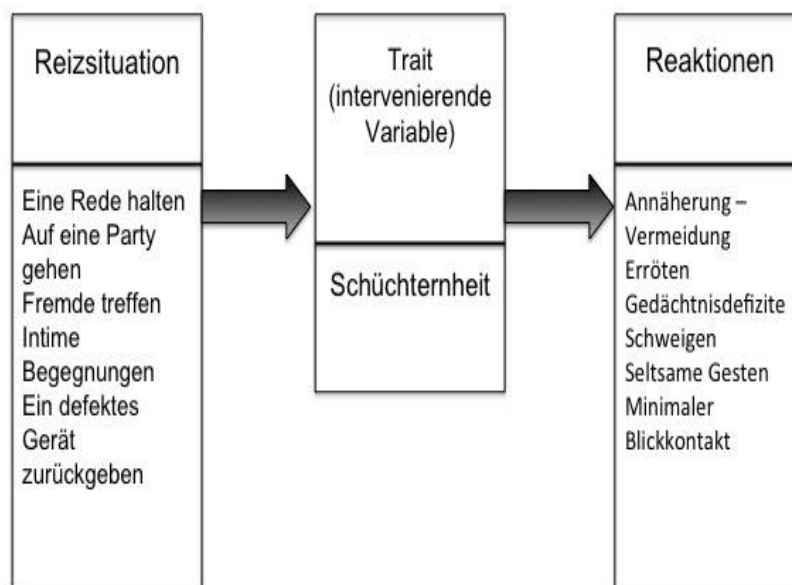 Reizsituation
Eine Rede halten
Auf eine Party
gehen
Fremde treffen
Intime
Begegnungen
Ein defektes
Gerät
zurückgeben
Trait
(intervenierende
Variable)
Schüchternheit
Reaktionen
Annäherung –
Vermeidung
Erröten
Gedächtnisdefizite
Schweigen
Seltsame Gesten
Minimaler
Blickkontakt